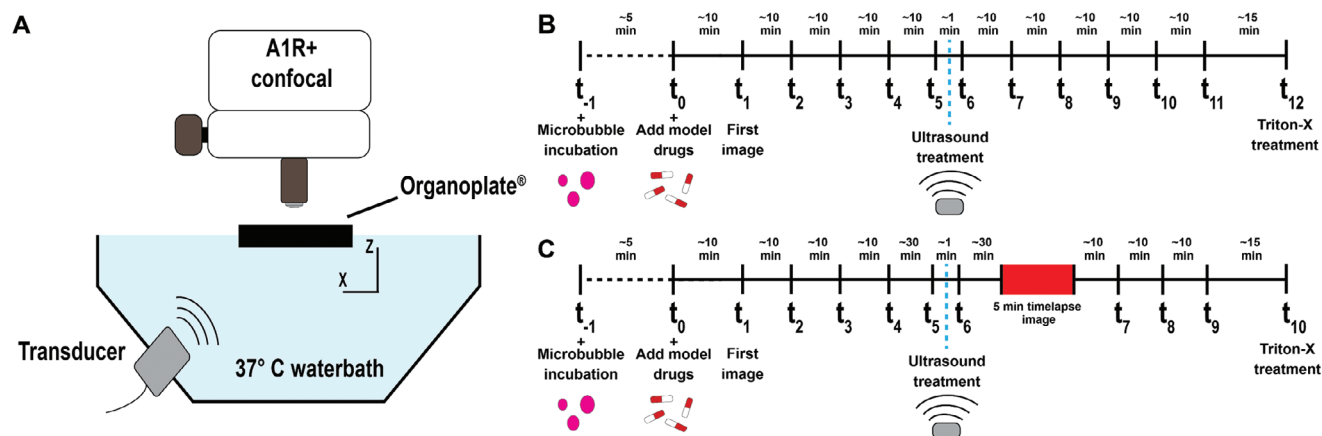 A
A1R+
confocal
Organoplate®
Z
X
Transducer
37° C waterbath
B
~5 min ~10 min ~10 min ~10 min ~10 min ~10 min ~1 min ~10 min ~10 min ~10 min ~10 min ~10 min ~15 min
t-1 t0 t1 t2 t3 t4 t5 t6 t7 t8 t9 t10 t11 t12
+ +
Microbubble Add model First Ultrasound Triton-X
incubation drugs image treatment treatment
C
~5 min ~10 min ~10 min ~10 min ~10 min ~30 min ~1 min ~30 min ~10 min ~10 min ~10 min ~15 min
5 min timelapse
image
t-1 t0 t1 t2 t3 t4 t5 t6 t7 t8 t9 t10
+ +
Microbubble Add model First Ultrasound Triton-X
incubation drugs image treatment treatment